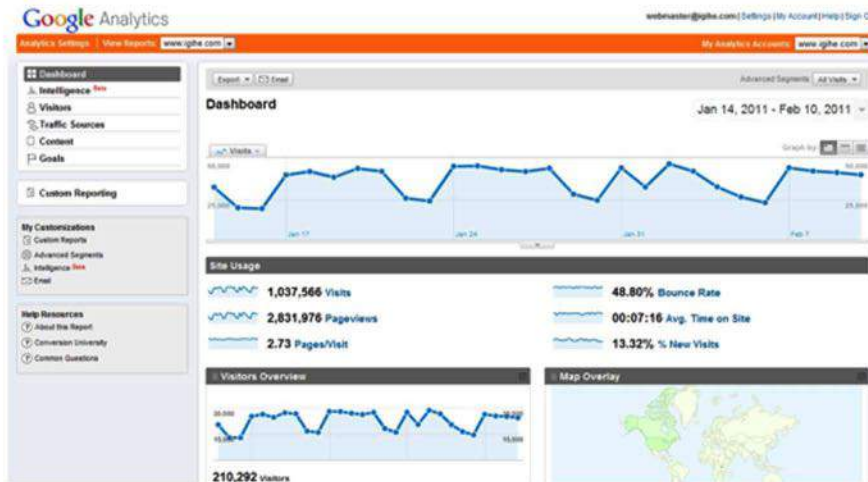 Google Analytics
webmaster@igihe.com | Settings | My Account | Help | Sign O
Analytics Settings | View Reports: www.igihe.com
My Analytics Accounts: www.igihe.com
Dashboard
Intelligence Beta
Visitors
Traffic Sources
Content
Goals
Custom Reporting
My Customizations
Custom Reports
Advanced Segments
Intelligence Beta
Email
Help Resources
About this Report
Conversion University
Common Questions
Export Email
Advanced Segments: All Visits
Dashboard
Jan 14, 2011 - Feb 10, 2011
Visits
Graph by:
50,000 50,000
25,000 25,000
Jan 17 Jan 24 Jan 31 Feb 7
Site Usage
1,037,566 Visits
48.80% Bounce Rate
2,831,976 Pageviews
00:07:16 Avg. Time on Site
2.73 Pages/Visit
13.32% % New Visits
Visitors Overview
Map Overlay
210,292 Visitors